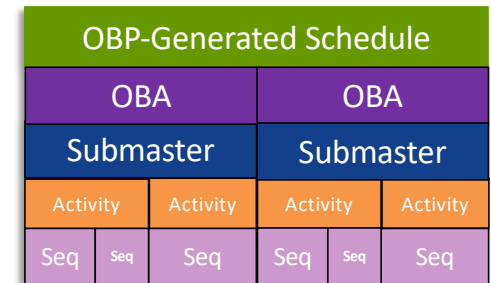 OBP-Generated Schedule
OBA OBA
Submaster Submaster
Activity Activity Activity Activity
Seq Seq Seq Seq Seq Seq